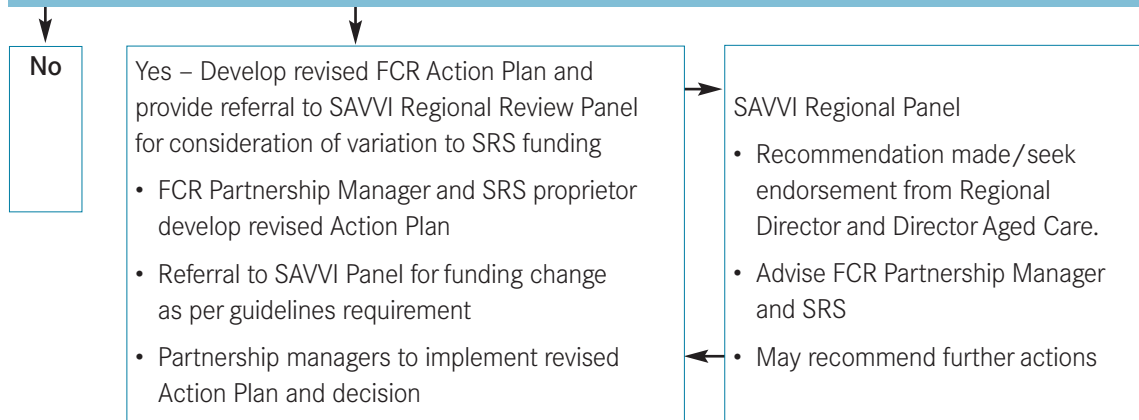 No
Yes – Develop revised FCR Action Plan and
provide referral to SAVVI Regional Review Panel
for consideration of variation to SRS funding
• FCR Partnership Manager and SRS proprietor
develop revised Action Plan
• Referral to SAVVI Panel for funding change
as per guidelines requirement
• Partnership managers to implement revised
Action Plan and decision
SAVVI Regional Panel
• Recommendation made/seek
endorsement from Regional
Director and Director Aged Care.
• Advise FCR Partnership Manager
and SRS
• May recommend further actions